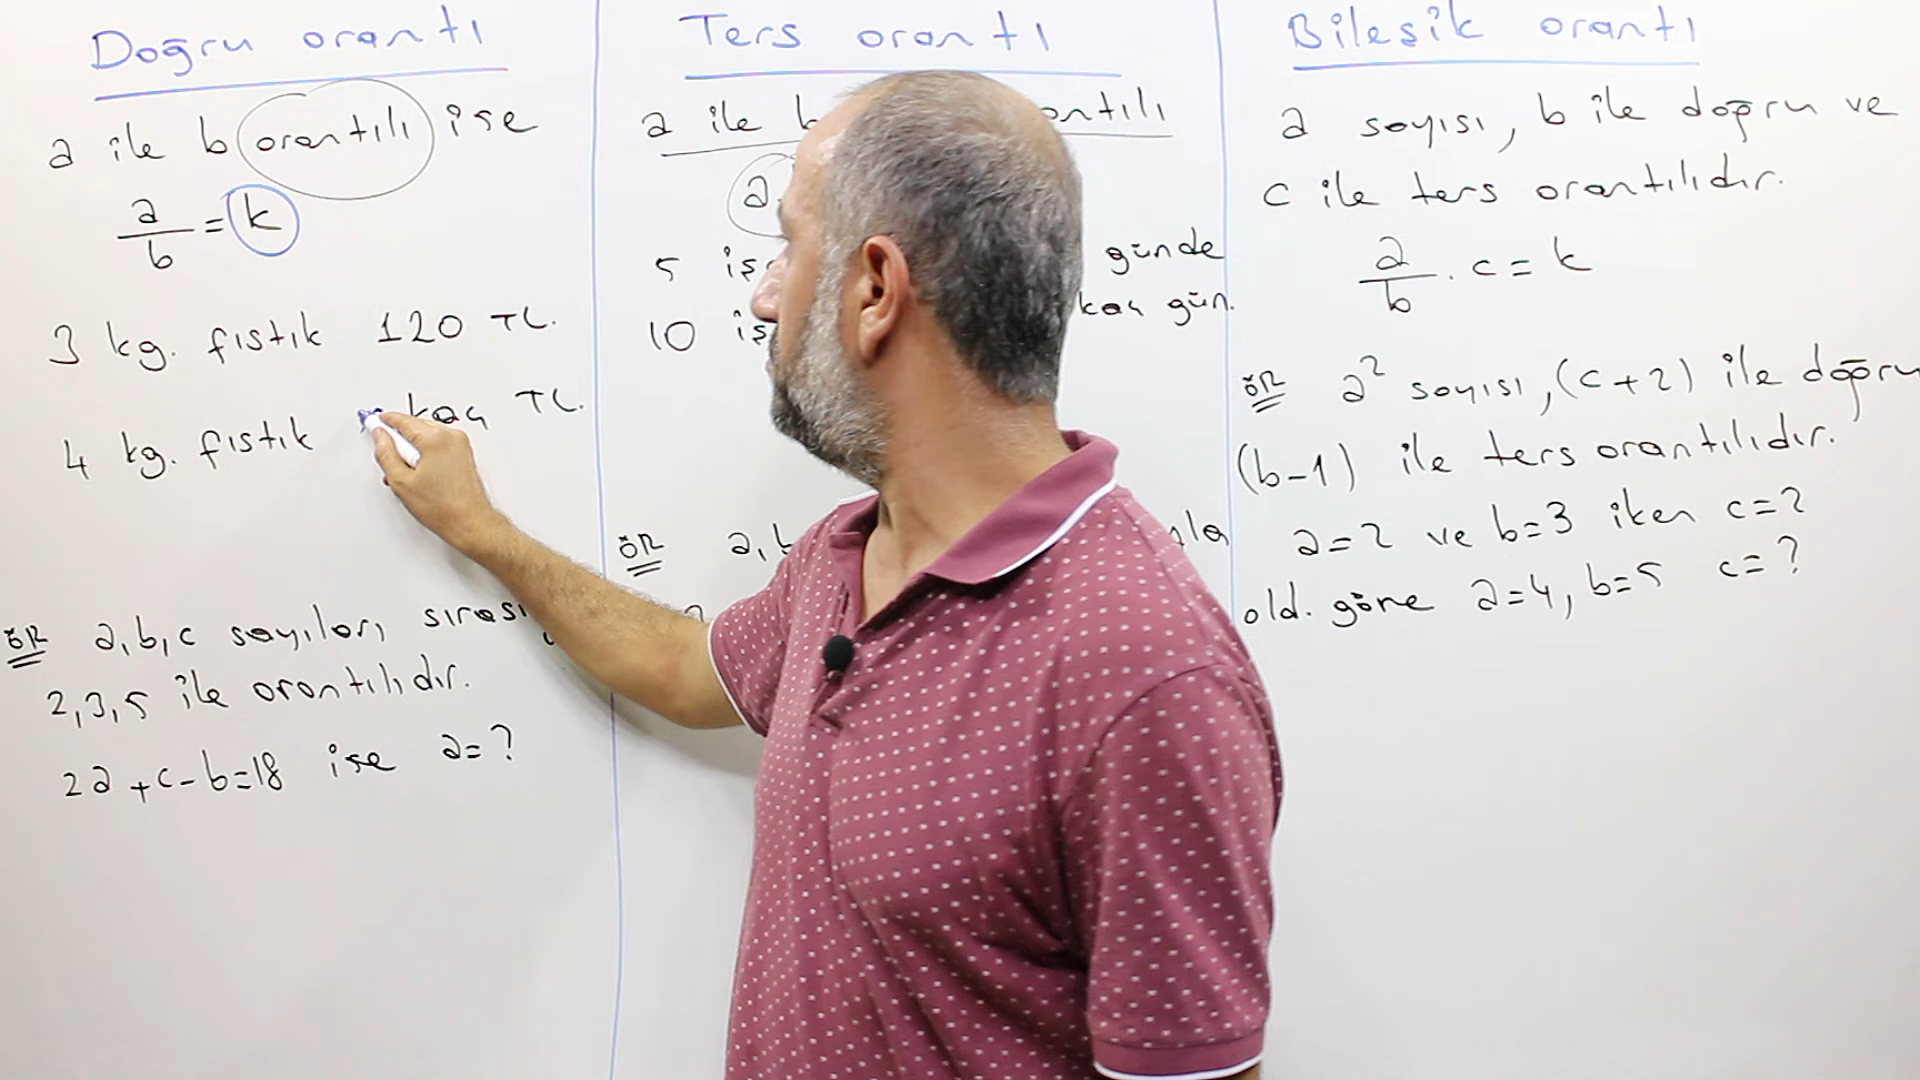 Doğru orantı
a ile b orantılı ise
a/b = k
3 kg. fıstık 120 TL.
4 kg. fıstık kaç TL.
ÖR a,b,c sayıları sırası
2,3,5 ile orantılıdır.
2a+c-b=18 ise a=?
Ters orantı
a ile b
a
5 günde
10 kaç gün.
ÖR
Bileşik orantı
a sayısı, b ile doğru ve
c ile ters orantılıdır.
a/b . c = k
ÖR a² sayısı, (c+2) ile doğru
(b-1) ile ters orantılıdır.
a=2 ve b=3 iken c=2
old. göre a=4, b=5 c=?